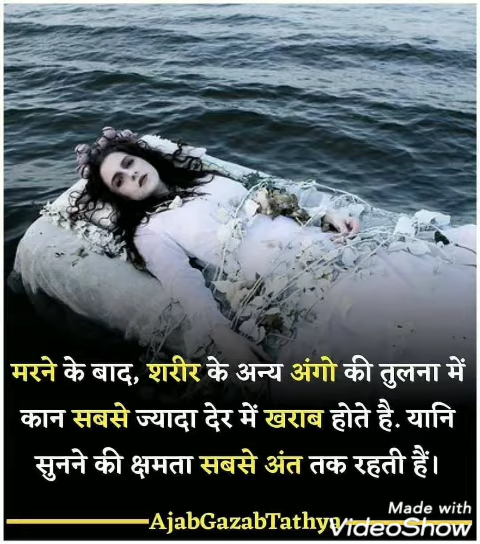 मरने के बाद, शरीर के अन्य अंगो की तुलना में
कान सबसे ज्यादा देर में खराब होते है. यानि
सुनने की क्षमता सबसे अंत तक रहती हैं।
Made with
AjabGazabTathya
VideoShow